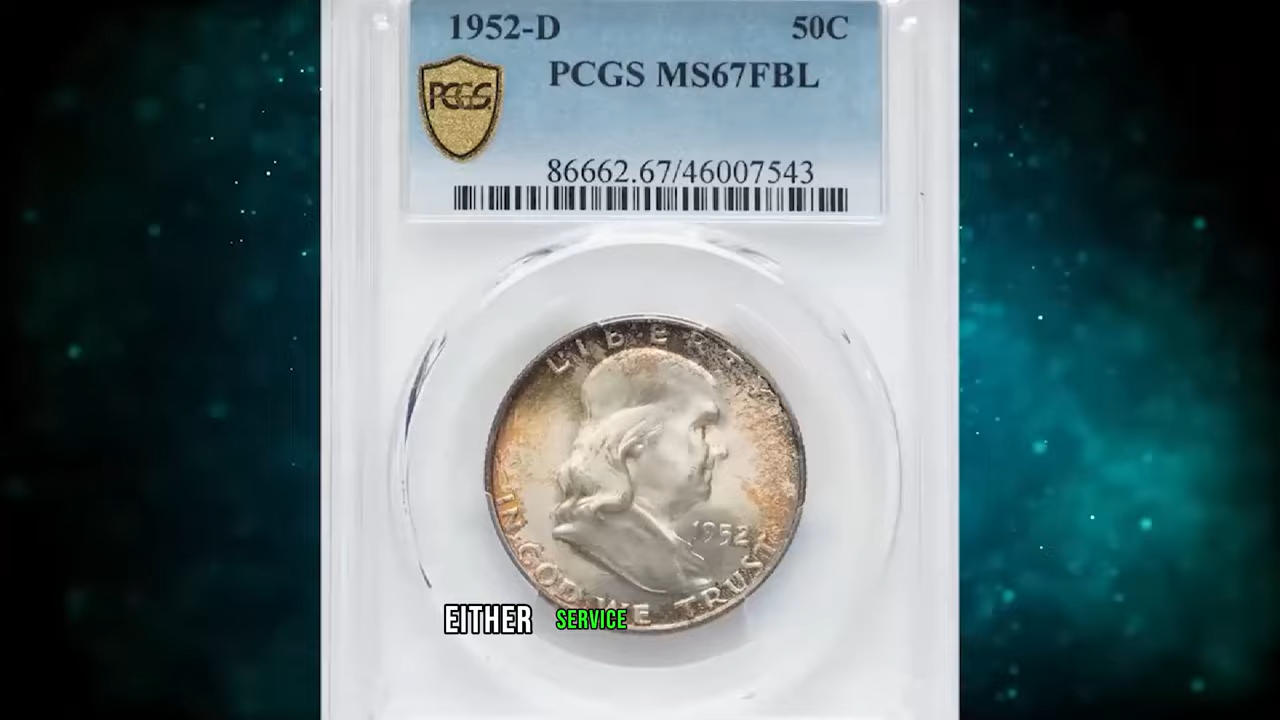 1952-D 50C
PCGS MS67FBL
PCGS
86662.67/46007543
LIBERTY
1952
IN GOD WE TRUST
EITHER SERVICE